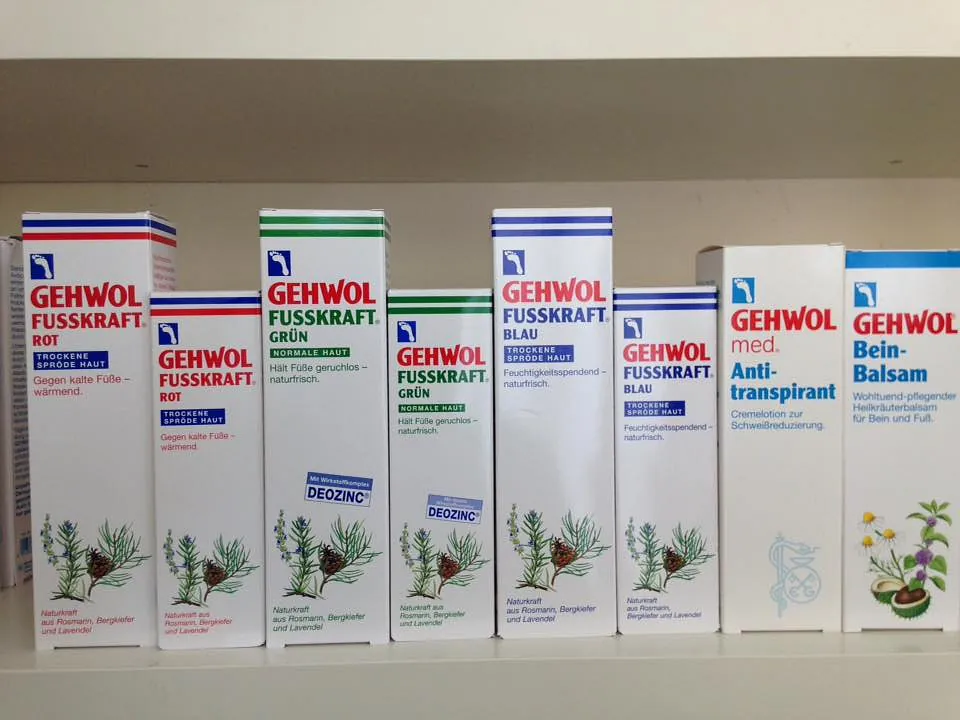 GEHWOL
FUSSKRAFT®
ROT
TROCKENE
SPRÖDE HAUT
Gegen kalte Füße –
wärmend.
Naturkraft
aus Rosmarin, Bergkiefer
und Lavendel
GEHWOL
FUSSKRAFT®
ROT
TROCKENE
SPRÖDE HAUT
Gegen kalte Füße –
wärmend.
Naturkraft aus
Rosmarin, Bergkiefer
und Lavendel
GEHWOL
FUSSKRAFT®
GRÜN
NORMALE HAUT
Hält Füße geruchlos –
naturfrisch.
Mit Wirkstoffkomplex
DEOZINC®
Naturkraft
aus Rosmarin, Bergkiefer
und Lavendel
GEHWOL
FUSSKRAFT®
GRÜN
NORMALE HAUT
Hält Füße geruchlos –
naturfrisch.
DEOZINC®
Naturkraft aus
Rosmarin, Bergkiefer
und Lavendel
GEHWOL
FUSSKRAFT®
BLAU
TROCKENE
SPRÖDE HAUT
Feuchtigkeitsspendend –
naturfrisch.
Naturkraft
aus Rosmarin, Bergkiefer
und Lavendel
GEHWOL
FUSSKRAFT®
BLAU
TROCKENE
SPRÖDE HAUT
Feuchtigkeitsspendend –
naturfrisch.
Naturkraft
aus Rosmarin,
Bergkiefer und Lavendel
GEHWOL
med.
Anti-
transpirant
Cremelotion zur
Schweißreduzierung.
GEHWOL
Bein-
Balsam
Wohltuend-pflegender
Heilkräuterbalsam
für Bein und Fuß.